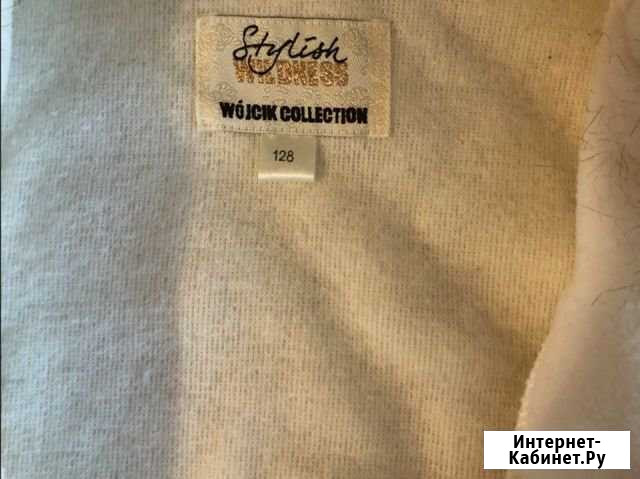 Stylish
WILDNESS
WÓJCIK COLLECTION
128
Интернет-
Кабинет.Ру